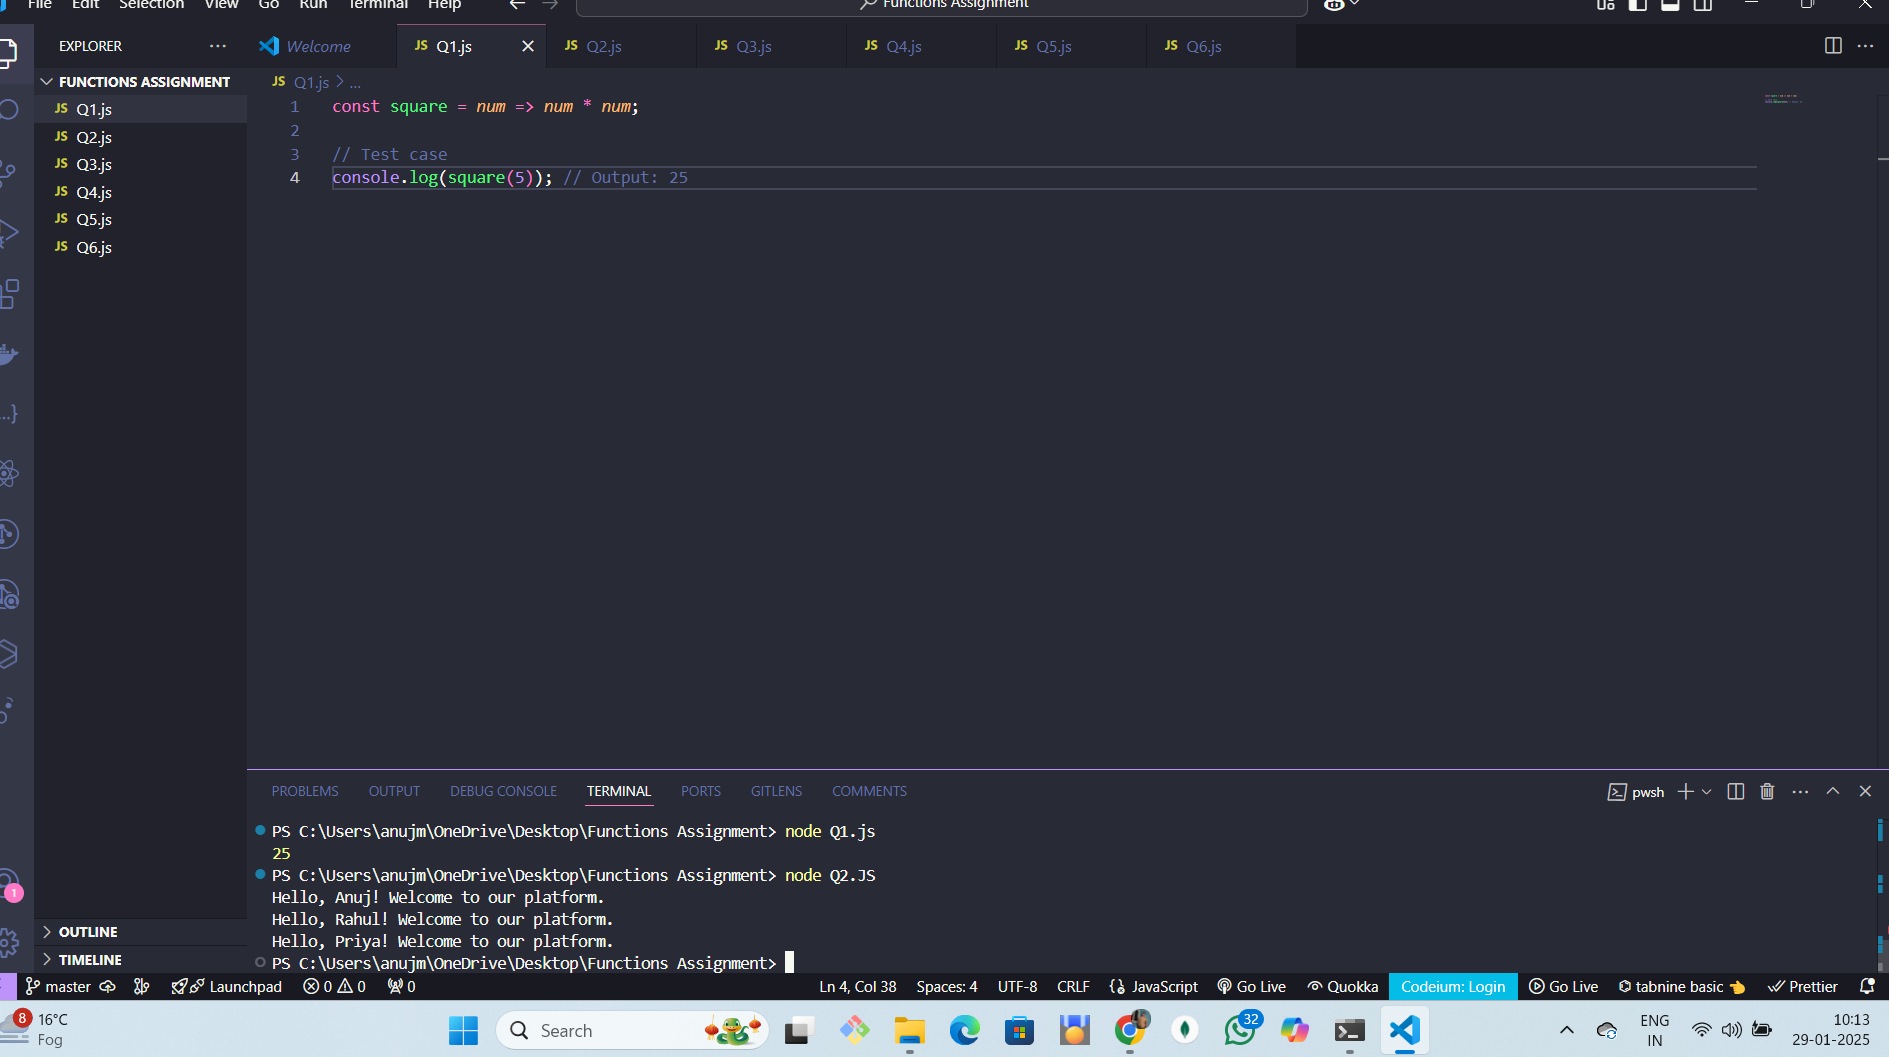 File Edit Selection View Go Run Terminal Help
Functions Assignment
EXPLORER
Welcome
JS Q1.js
JS Q2.js
JS Q3.js
JS Q4.js
JS Q5.js
JS Q6.js
FUNCTIONS ASSIGNMENT
JS Q1.js
JS Q2.js
JS Q3.js
JS Q4.js
JS Q5.js
JS Q6.js
JS Q1.js > ...
1 const square = num => num * num;
2
3 // Test case
4 console.log(square(5)); // Output: 25
PROBLEMS OUTPUT DEBUG CONSOLE TERMINAL PORTS GITLENS COMMENTS
pwsh
PS C:\Users\anujm\OneDrive\Desktop\Functions Assignment> node Q1.js
25
PS C:\Users\anujm\OneDrive\Desktop\Functions Assignment> node Q2.JS
Hello, Anuj! Welcome to our platform.
Hello, Rahul! Welcome to our platform.
Hello, Priya! Welcome to our platform.
PS C:\Users\anujm\OneDrive\Desktop\Functions Assignment>
1
OUTLINE
TIMELINE
master Launchpad 0 0 0
Ln 4, Col 38 Spaces: 4 UTF-8 CRLF JavaScript Go Live Quokka Codeium: Login Go Live tabnine basic Prettier
8
16°C
Fog
Search
32
ENG
IN
10:13
29-01-2025